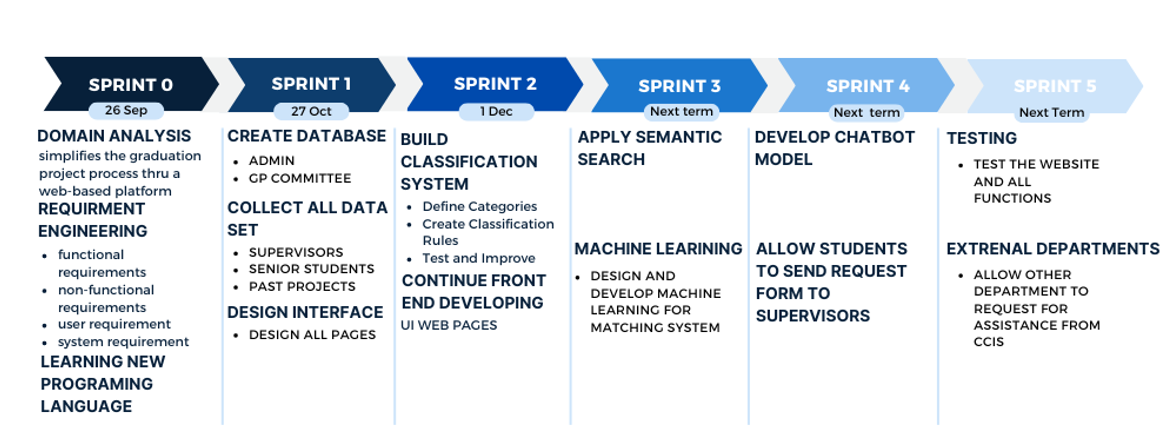 SPRINT 0
26 Sep
DOMAIN ANALYSIS
simplifies the graduation
project process thru a
web-based platform
REQUIRMENT
ENGINEERING
• functional
requirements
• non-functional
requirements
• user requirement
• system requirement
LEARNING NEW
PROGRAMING
LANGUAGE
SPRINT 1
27 Oct
CREATE DATABASE
• ADMIN
• GP COMMITTEE
COLLECT ALL DATA
SET
• SUPERVISORS
• SENIOR STUDENTS
• PAST PROJECTS
DESIGN INTERFACE
• DESIGN ALL PAGES
SPRINT 2
1 Dec
BUILD
CLASSIFICATION
SYSTEM
• Define Categories
• Create Classification
Rules
• Test and Improve
CONTINUE FRONT
END DEVELOPING
UI WEB PAGES
SPRINT 3
Next term
APPLY SEMANTIC
SEARCH
MACHINE LEARINING
• DESIGN AND
DEVELOP MACHINE
LEARNING FOR
MATCHING SYSTEM
SPRINT 4
Next term
DEVELOP CHATBOT
MODEL
ALLOW STUDENTS
TO SEND REQUEST
FORM TO
SUPERVISORS
SPRINT 5
Next Term
TESTING
• TEST THE WEBSITE
AND ALL
FUNCTIONS
EXTRENAL DEPARTMENTS
• ALLOW OTHER
DEPARTMENT TO
REQUEST FOR
ASSISTANCE FROM
CCIS